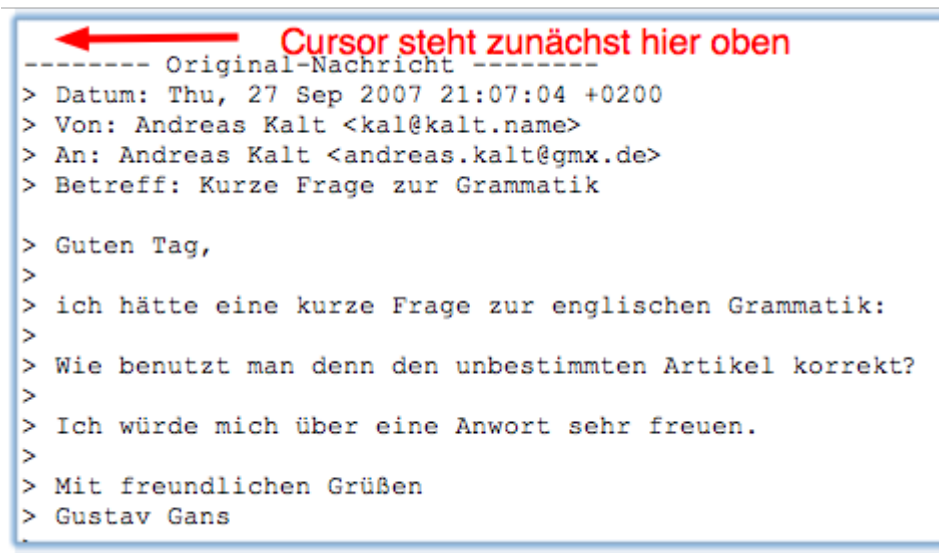 Cursor steht zunächst hier oben
-------- Original-Nachricht --------
> Datum: Thu, 27 Sep 2007 21:07:04 +0200
> Von: Andreas Kalt <kal@kalt.name>
> An: Andreas Kalt <andreas.kalt@gmx.de>
> Betreff: Kurze Frage zur Grammatik

> Guten Tag,
>
> ich hätte eine kurze Frage zur englischen Grammatik:
>
> Wie benutzt man denn den unbestimmten Artikel korrekt?
>
> Ich würde mich über eine Anwort sehr freuen.
>
> Mit freundlichen Grüßen
> Gustav Gans